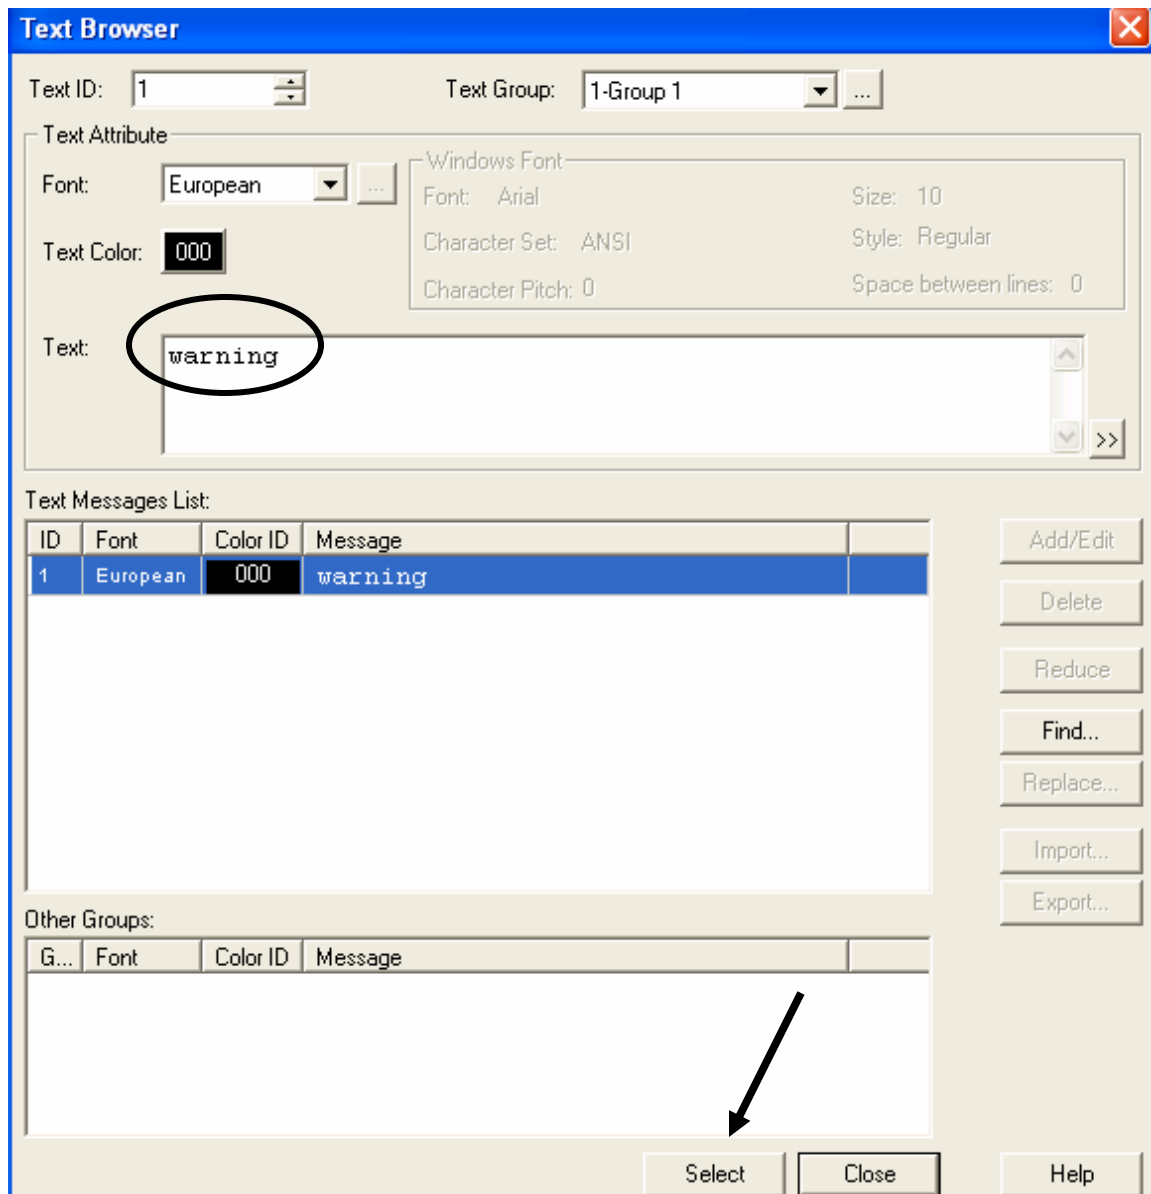 Text Browser
Text ID: 1 Text Group: 1-Group 1 ...
Text Attribute
Font: European ...
Text Color: 000
Windows Font
Font: Arial Size: 10
Character Set: ANSI Style: Regular
Character Pitch: 0 Space between lines: 0
Text: warning
>>
Text Messages List:
ID Font Color ID Message
1 European 000 warning
Add/Edit
Delete
Reduce
Find...
Replace...
Import...
Export...
Other Groups:
G... Font Color ID Message
Select Close Help